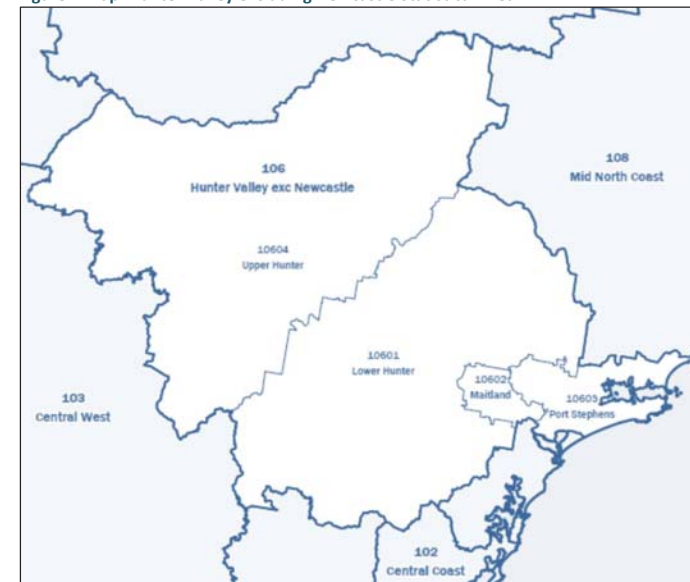 106
Hunter Valley exc Newcastle
108
Mid North Coast
10604
Upper Hunter
10601
Lower Hunter
10602
Maitland
10603
Port Stephens
103
Central West
102
Central Coast